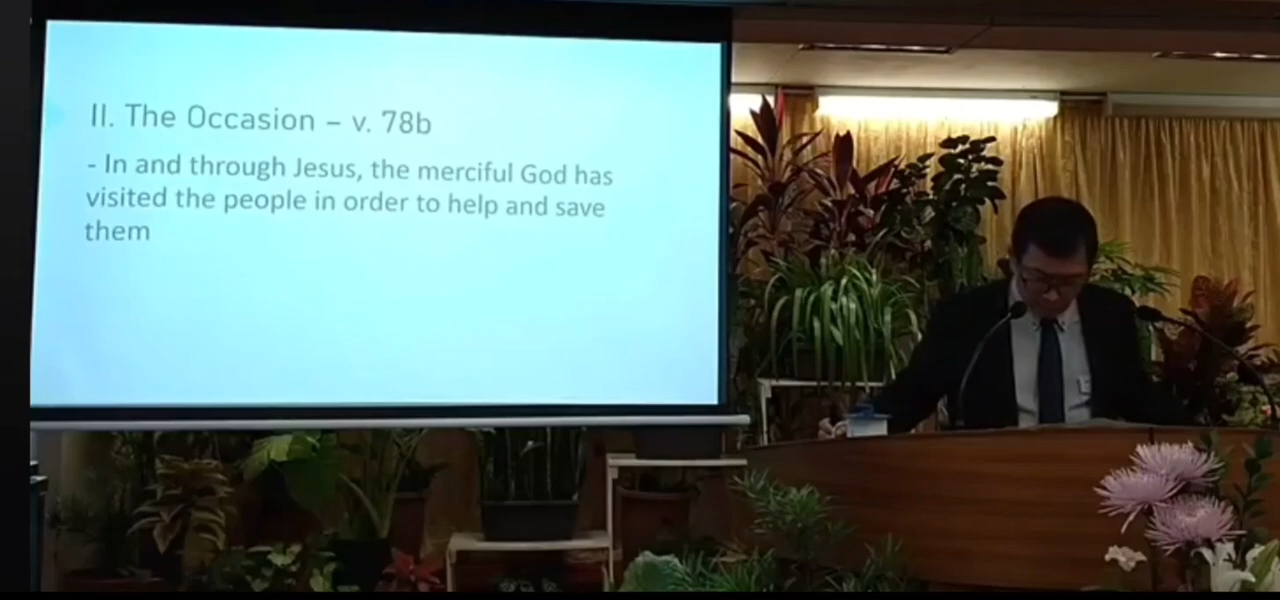 II. The Occasion – v. 78b
- In and through Jesus, the merciful God has
visited the people in order to help and save
them